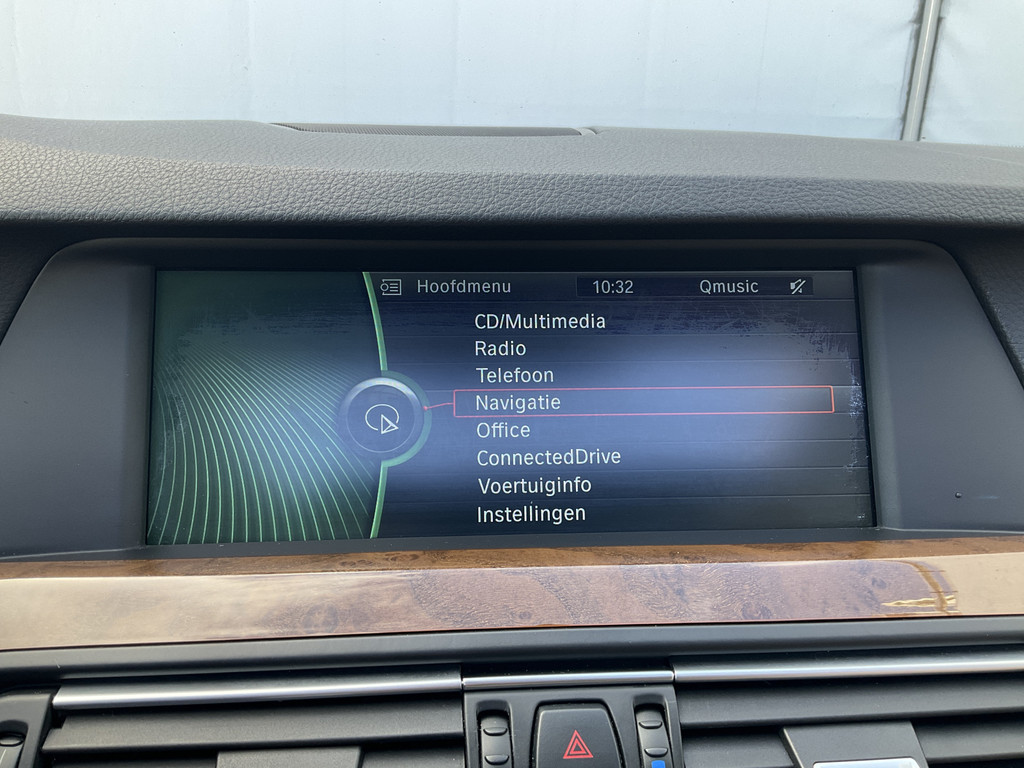 Hoofdmenu 10:32 Qmusic
CD/Multimedia
Radio
Telefoon
Navigatie
Office
ConnectedDrive
Voertuiginfo
Instellingen